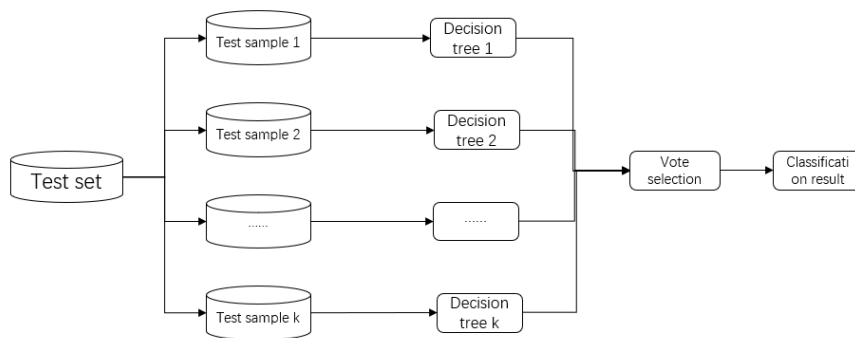 Test set
Test sample 1
Test sample 2
......
Test sample k
Decision
tree 1
Decision
tree 2
......
Decision
tree k
Vote
selection
Classificati
on result